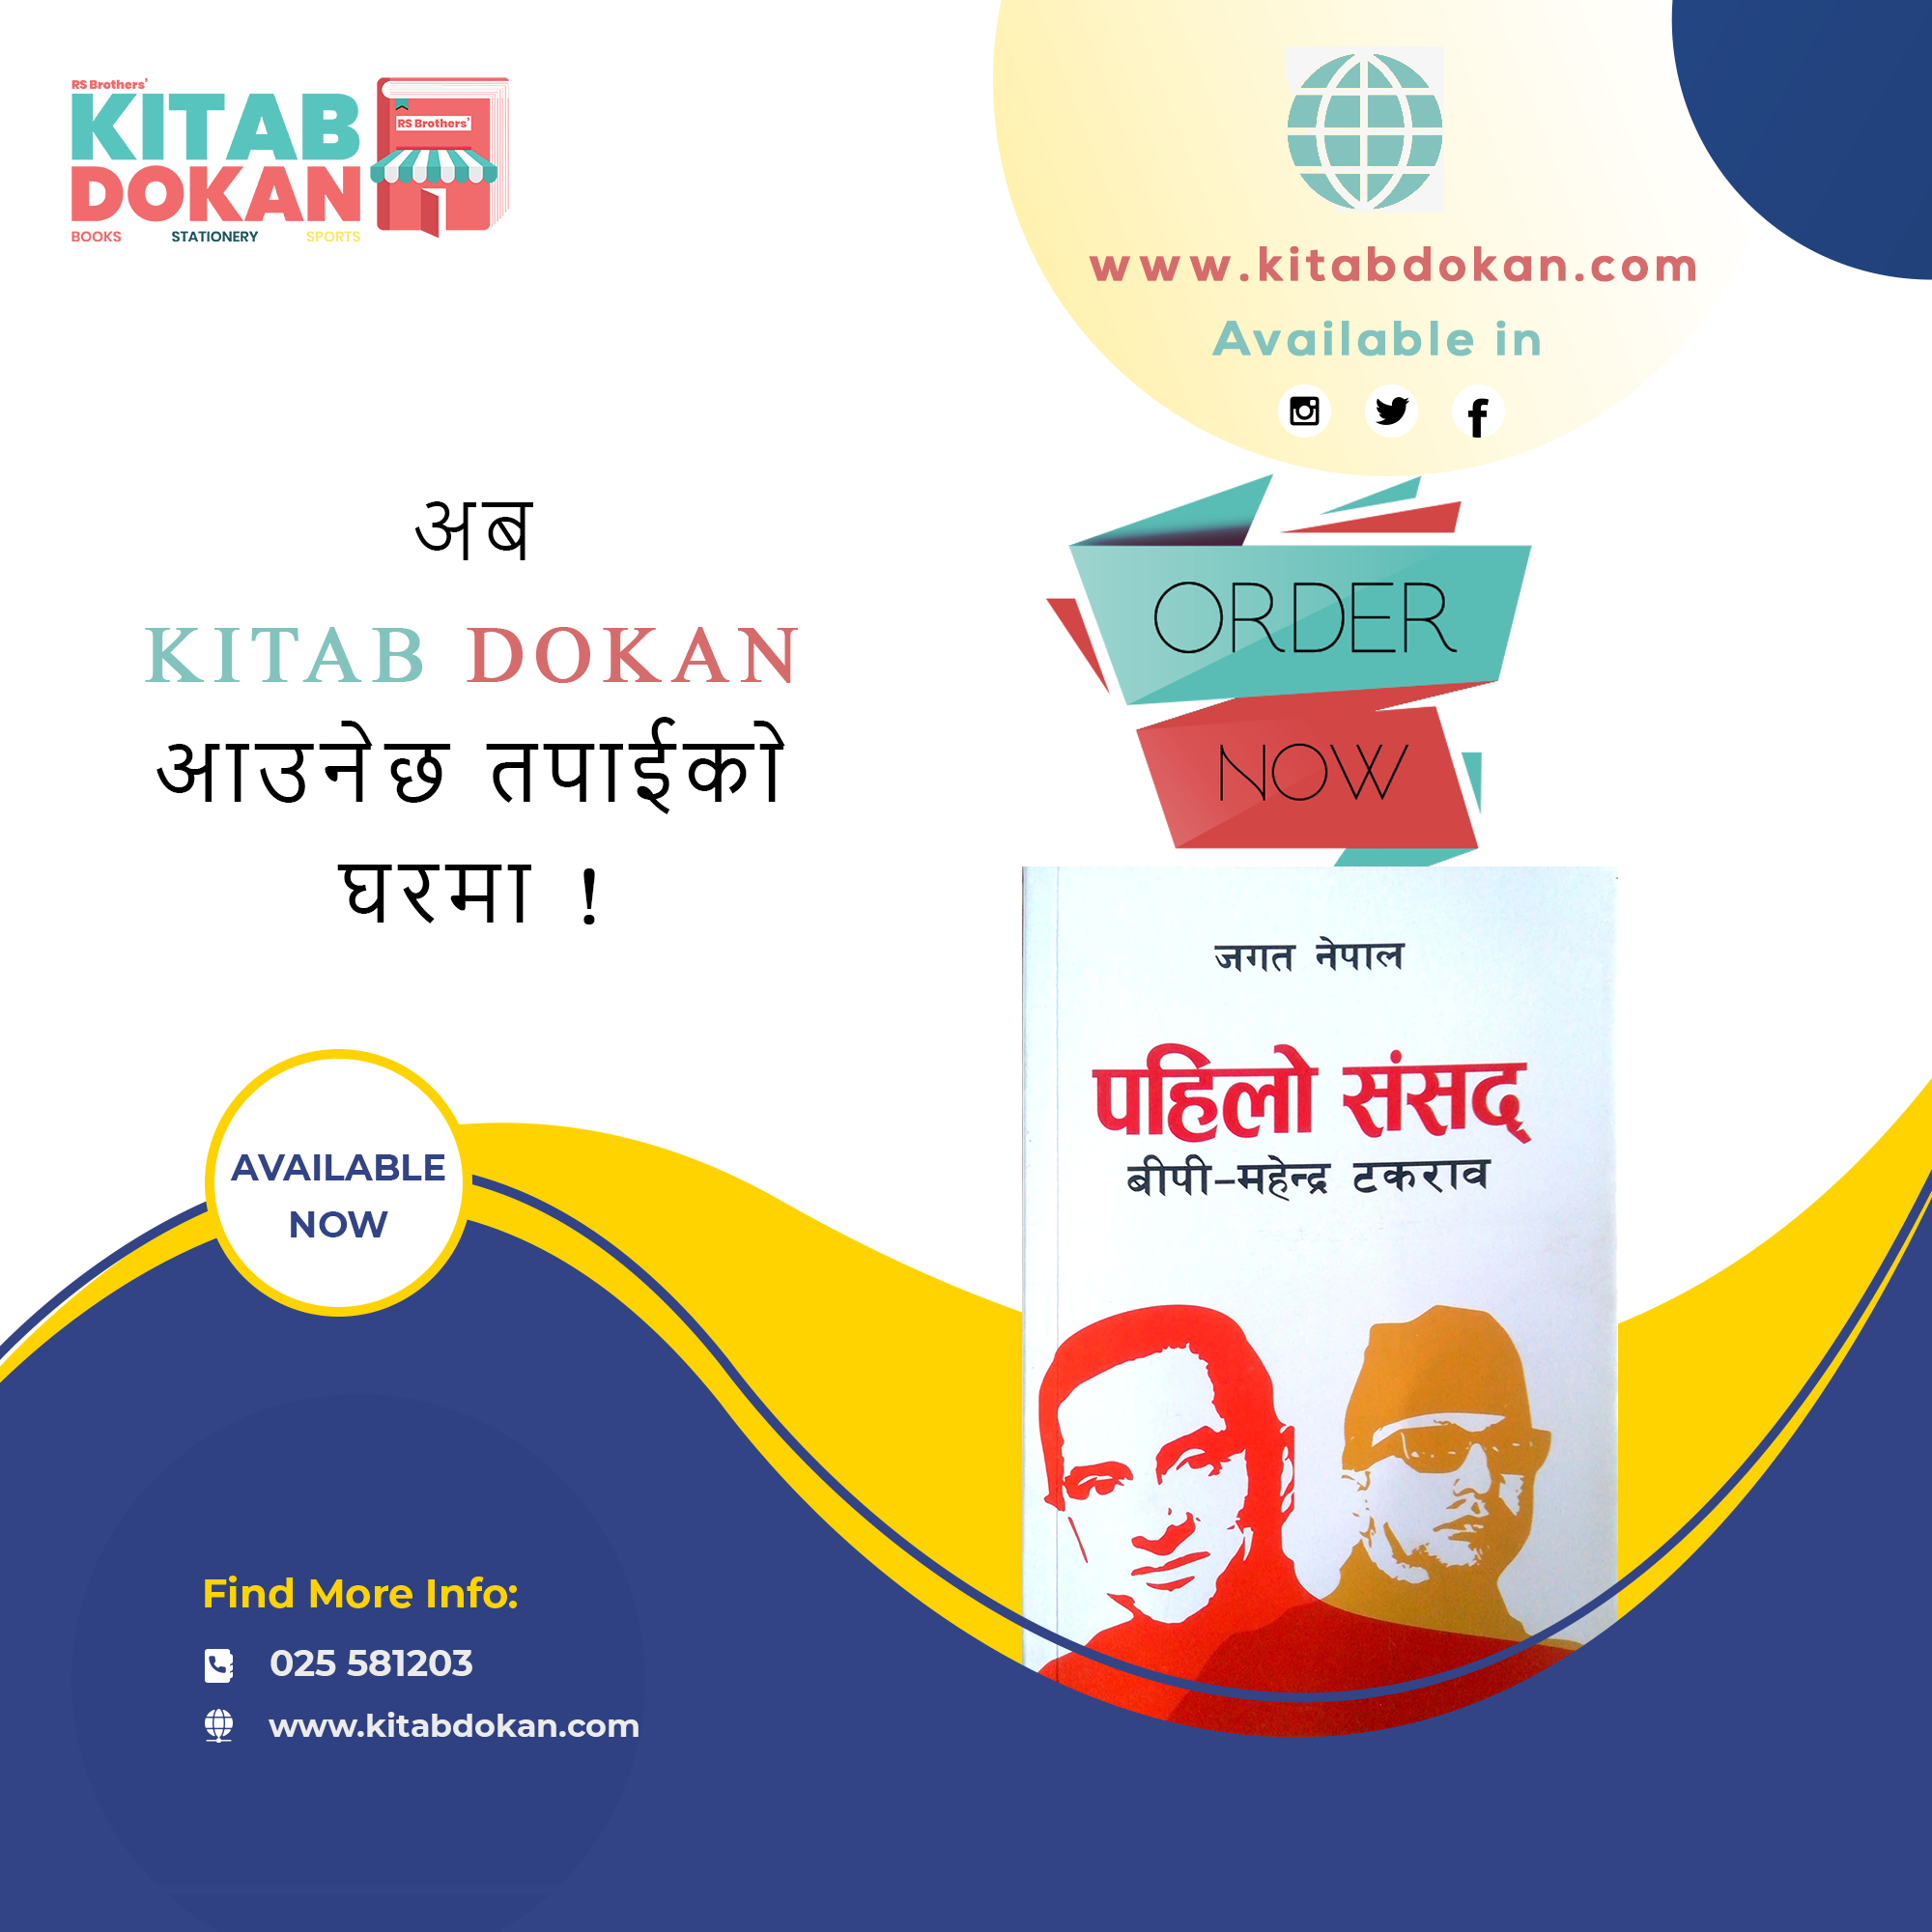 RS Brothers'
KITAB
DOKAN
BOOKS STATIONERY SPORTS
RS Brothers'
www.kitabdokan.com
Available in
अब
KITAB DOKAN
आउनेछ तपाईको
घरमा !
ORDER
NOW
जगत नेपाल
पहिलो संसद्
बीपी-महेन्द्र टकराव
AVAILABLE
NOW
Find More Info:
025 581203
www.kitabdokan.com